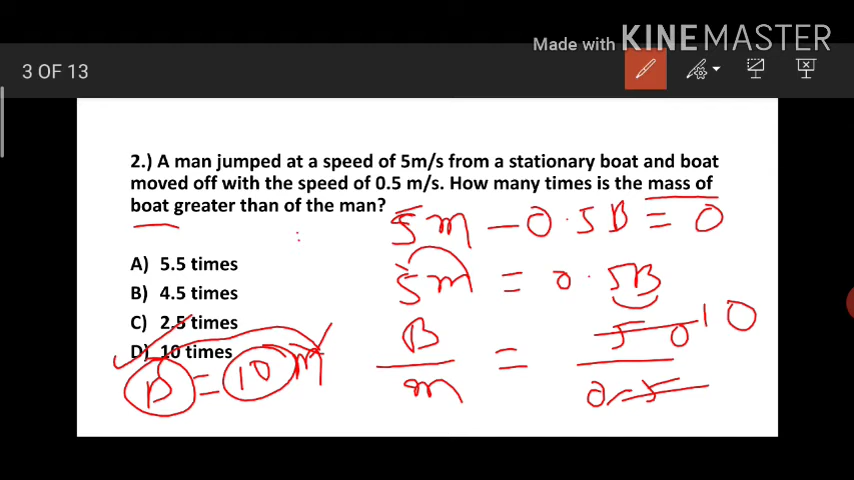 Made with KINEMASTER
3 OF 13
2.) A man jumped at a speed of 5m/s from a stationary boat and boat
moved off with the speed of 0.5 m/s. How many times is the mass of
boat greater than of the man?
5m - 0.5B = 0
A) 5.5 times
5m = 0.5B
B) 4.5 times
C) 2.5 times
B/m = 50/0.5 10
D) 10 times
B = 10 m